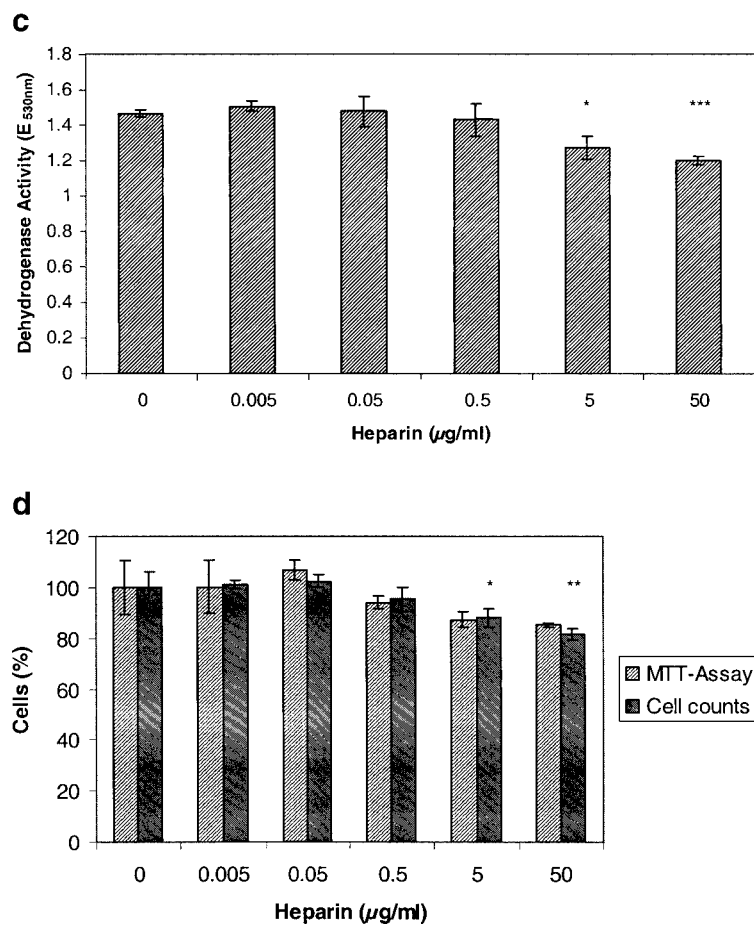 c
Dehydrogenase Activity (E 530nm)
1.8
1.6
1.4
1.2
1
0.8
0.6
0.4
0.2
0
* ***
0 0.005 0.05 0.5 5 50
Heparin (µg/ml)
d
Cells (%)
120
100
80
60
40
20
0
* **
MTT-Assay
Cell counts
0 0.005 0.05 0.5 5 50
Heparin (µg/ml)